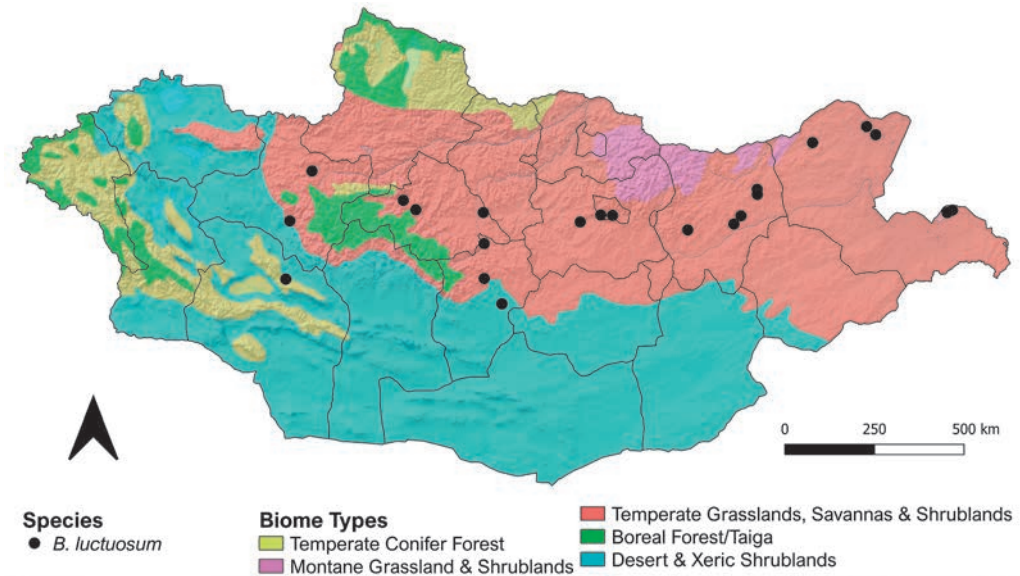 0 250 500 km
Species
B. luctuosum
Biome Types
Temperate Conifer Forest
Montane Grassland & Shrublands
Temperate Grasslands, Savannas & Shrublands
Boreal Forest/Taiga
Desert & Xeric Shrublands